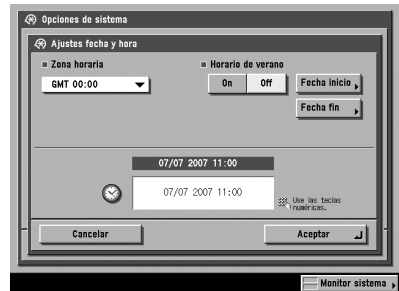 Opciones de sistema
Ajustes fecha y hora
Zona horaria
Horario de verano
GMT 00:00
On Off Fecha inicio
Fecha fin
07/07 2007 11:00
07/07 2007 11:00
Use las teclas
numéricas.
Cancelar Aceptar
Monitor sistema